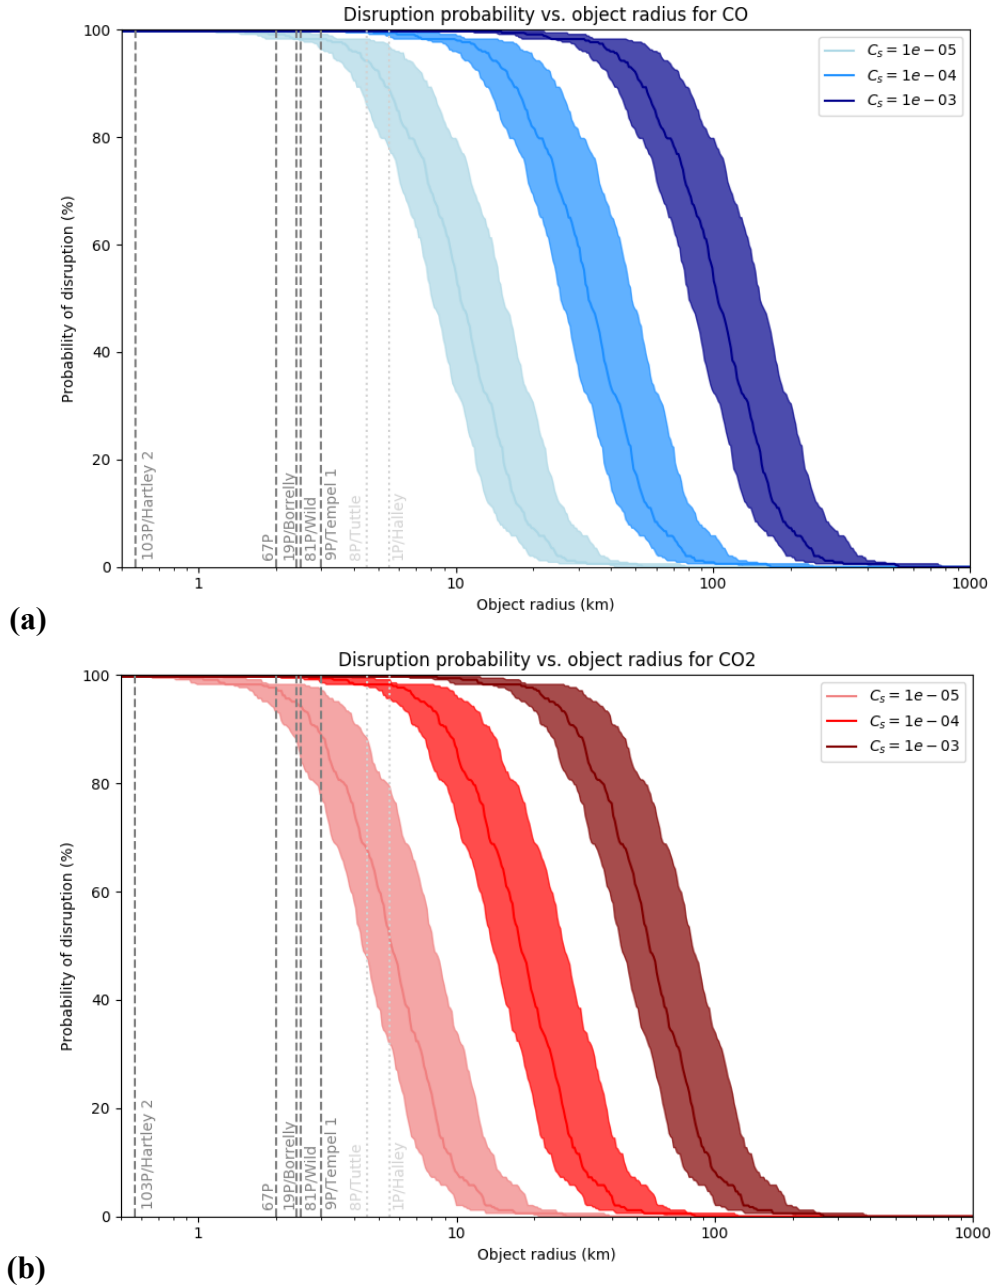 Disruption probability vs. object radius for CO
100
80
60
40
20
0
Probability of disruption (%)
C_s = 1e − 05
C_s = 1e − 04
C_s = 1e − 03
103P/Hartley 2
67P
19P/Borrelly
81P/Wild
9P/Tempel 1
8P/Tuttle
1P/Halley
1
10
100
1000
Object radius (km)
(a)
Disruption probability vs. object radius for CO2
100
80
60
40
20
0
Probability of disruption (%)
C_s = 1e − 05
C_s = 1e − 04
C_s = 1e − 03
103P/Hartley 2
67P
19P/Borrelly
81P/Wild
9P/Tempel 1
8P/Tuttle
1P/Halley
1
10
100
1000
Object radius (km)
(b)